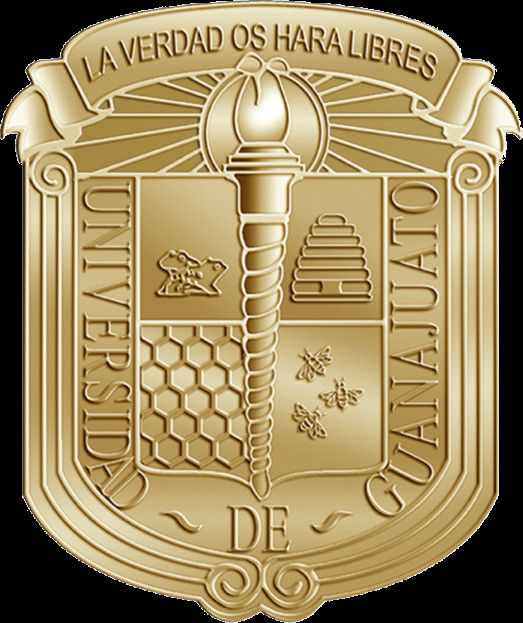 LA VERDAD OS HARA LIBRES
UNIVERSIDAD
DE
GUANAJUATO